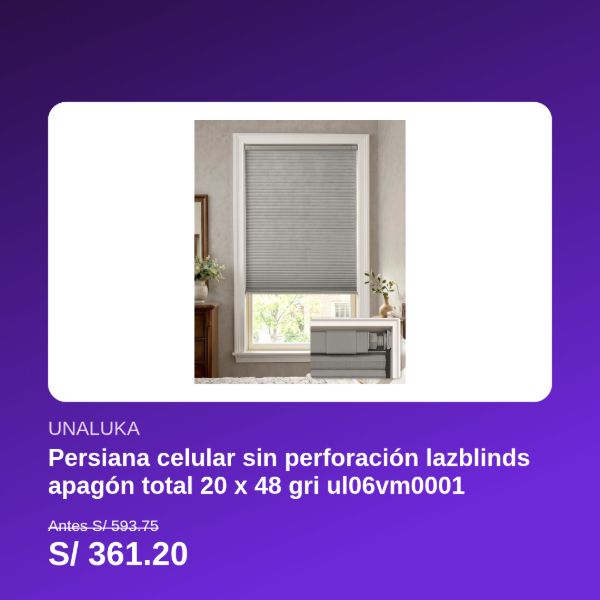 UNALUKA
Persiana celular sin perforación lazblinds
apagón total 20 x 48 gri ul06vm0001
Antes S/ 593.75
S/ 361.20